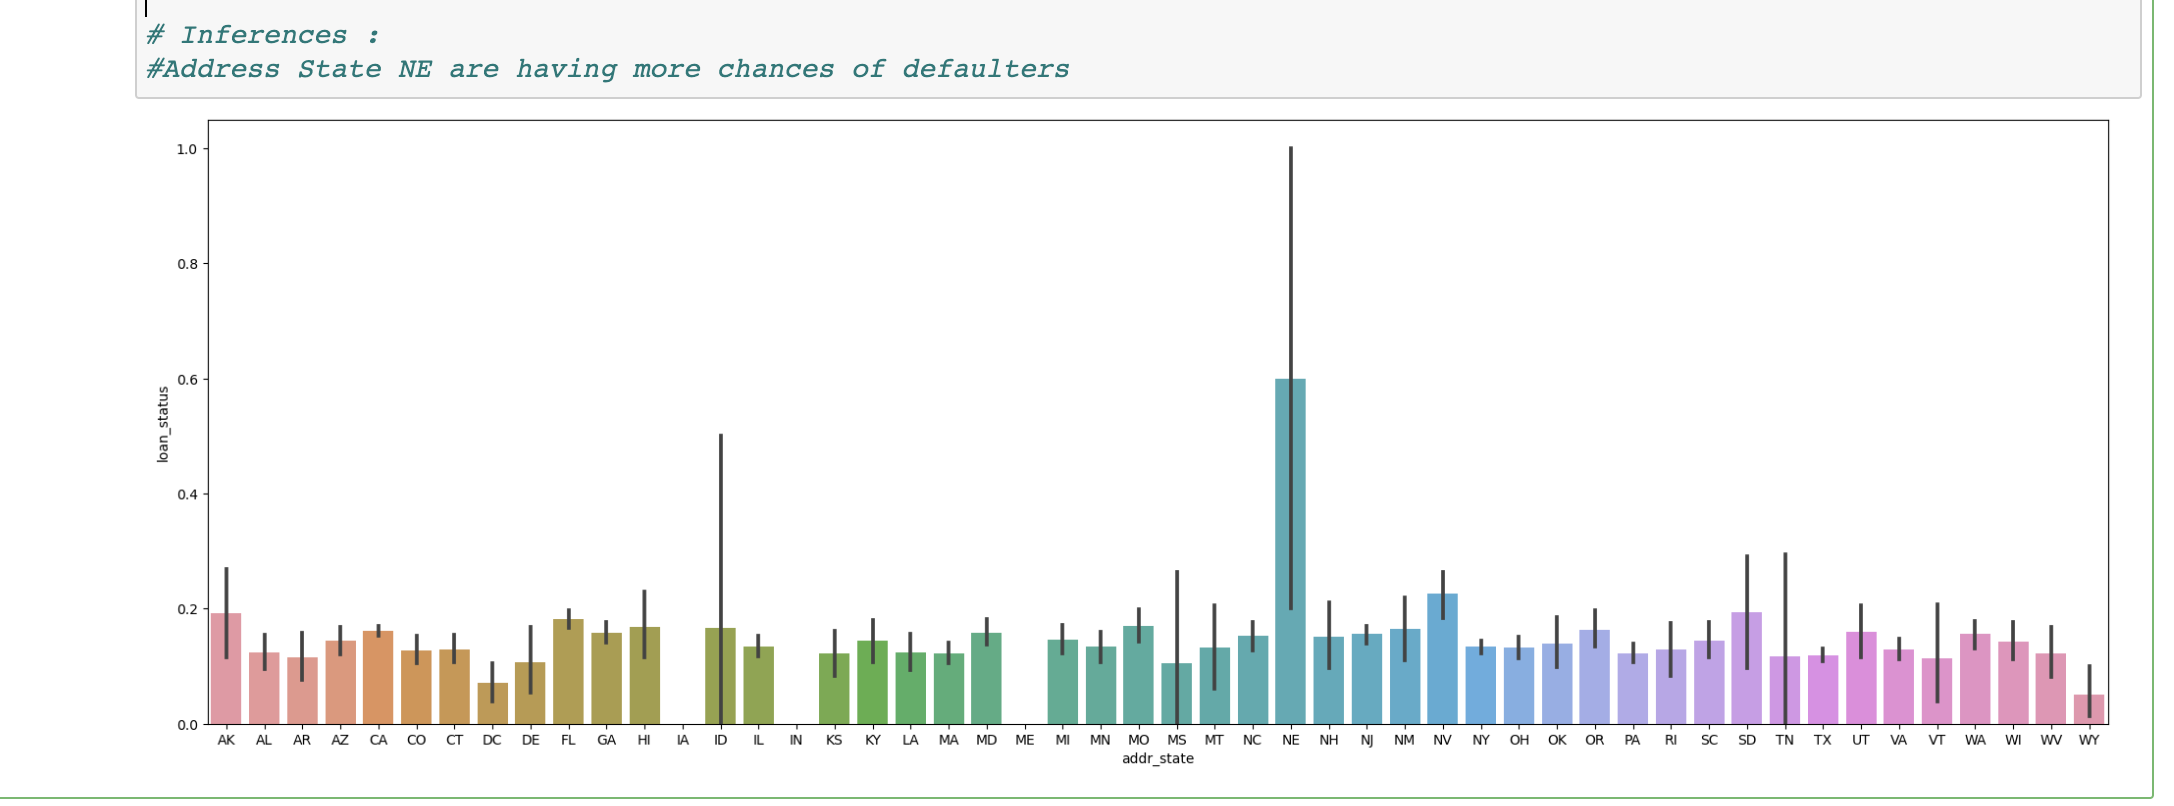 # Inferences :
#Address State NE are having more chances of defaulters
1.0
0.8
0.6
0.4
0.2
0.0
loan_status
AK AL AR AZ CA CO CT DC DE FL GA HI IA ID IL IN KS KY LA MA MD ME MI MN MO MS MT NC NE NH NJ NM NV NY OH OK OR PA RI SC SD TN TX UT VA VT WA WI WV WY
addr_state